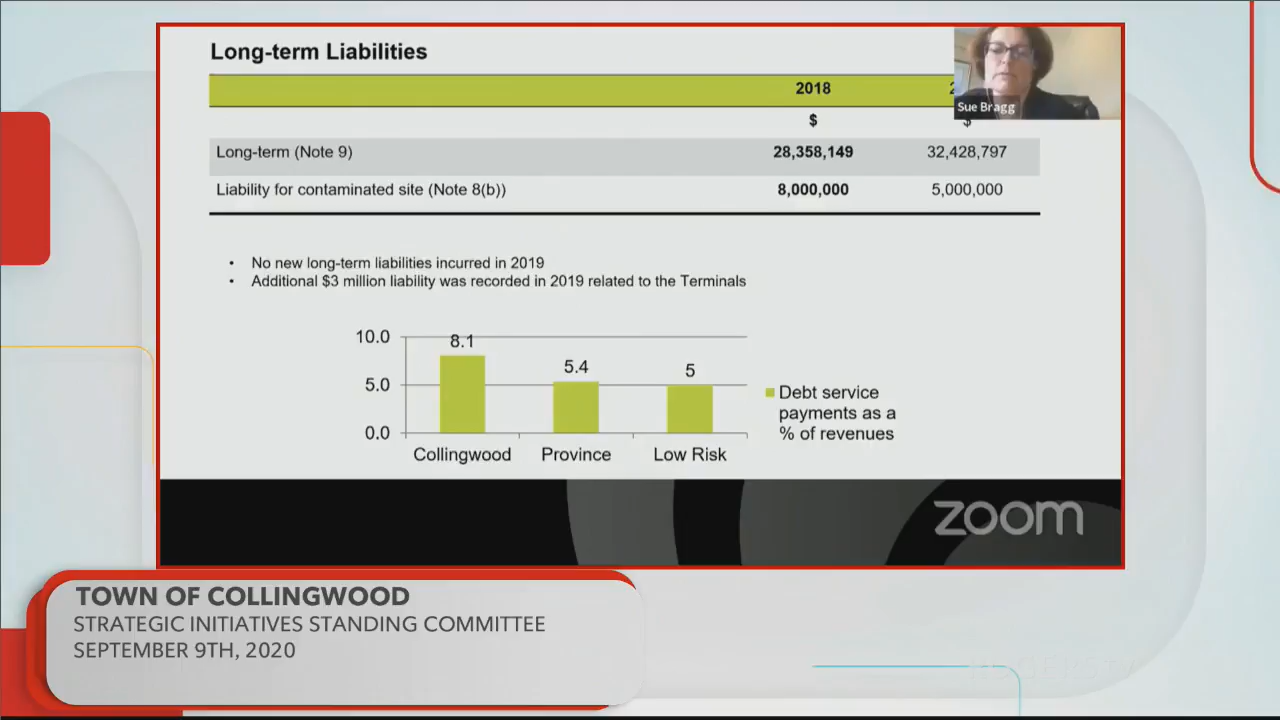 Long-term Liabilities
2018
Sue Bragg
$ $
Long-term (Note 9) 28,358,149 32,428,797
Liability for contaminated site (Note 8(b)) 8,000,000 5,000,000
• No new long-term liabilities incurred in 2019
• Additional $3 million liability was recorded in 2019 related to the Terminals
10.0
8.1
5.4
5
5.0
0.0
Collingwood Province Low Risk
Debt service
payments as a
% of revenues
zoom
TOWN OF COLLINGWOOD
STRATEGIC INITIATIVES STANDING COMMITTEE
SEPTEMBER 9TH, 2020